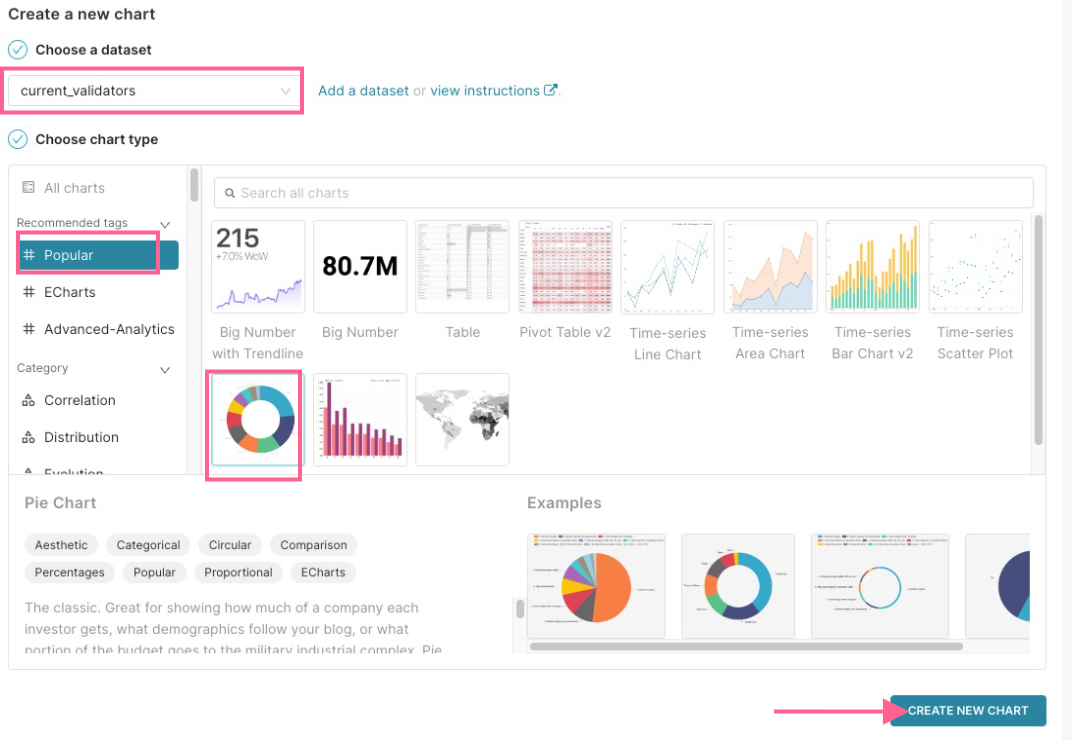 Create a new chart
Choose a dataset
current_validators
Add a dataset or view instructions.
Choose chart type
All charts
Recommended tags
# Popular
# ECharts
# Advanced-Analytics
Category
Correlation
Distribution
Evolution
Search all charts
215
+7.0% WoW
80.7M
Big Number
with Trendline
Big Number
Table
Pivot Table v2
Time-series
Line Chart
Time-series
Area Chart
Time-series
Bar Chart v2
Time-series
Scatter Plot
Pie Chart
Aesthetic Categorical Circular Comparison
Percentages Popular Proportional ECharts
The classic. Great for showing how much of a company each
investor gets, what demographics follow your blog, or what
portion of the budget goes to the military industrial complex. Pie
Examples
CREATE NEW CHART